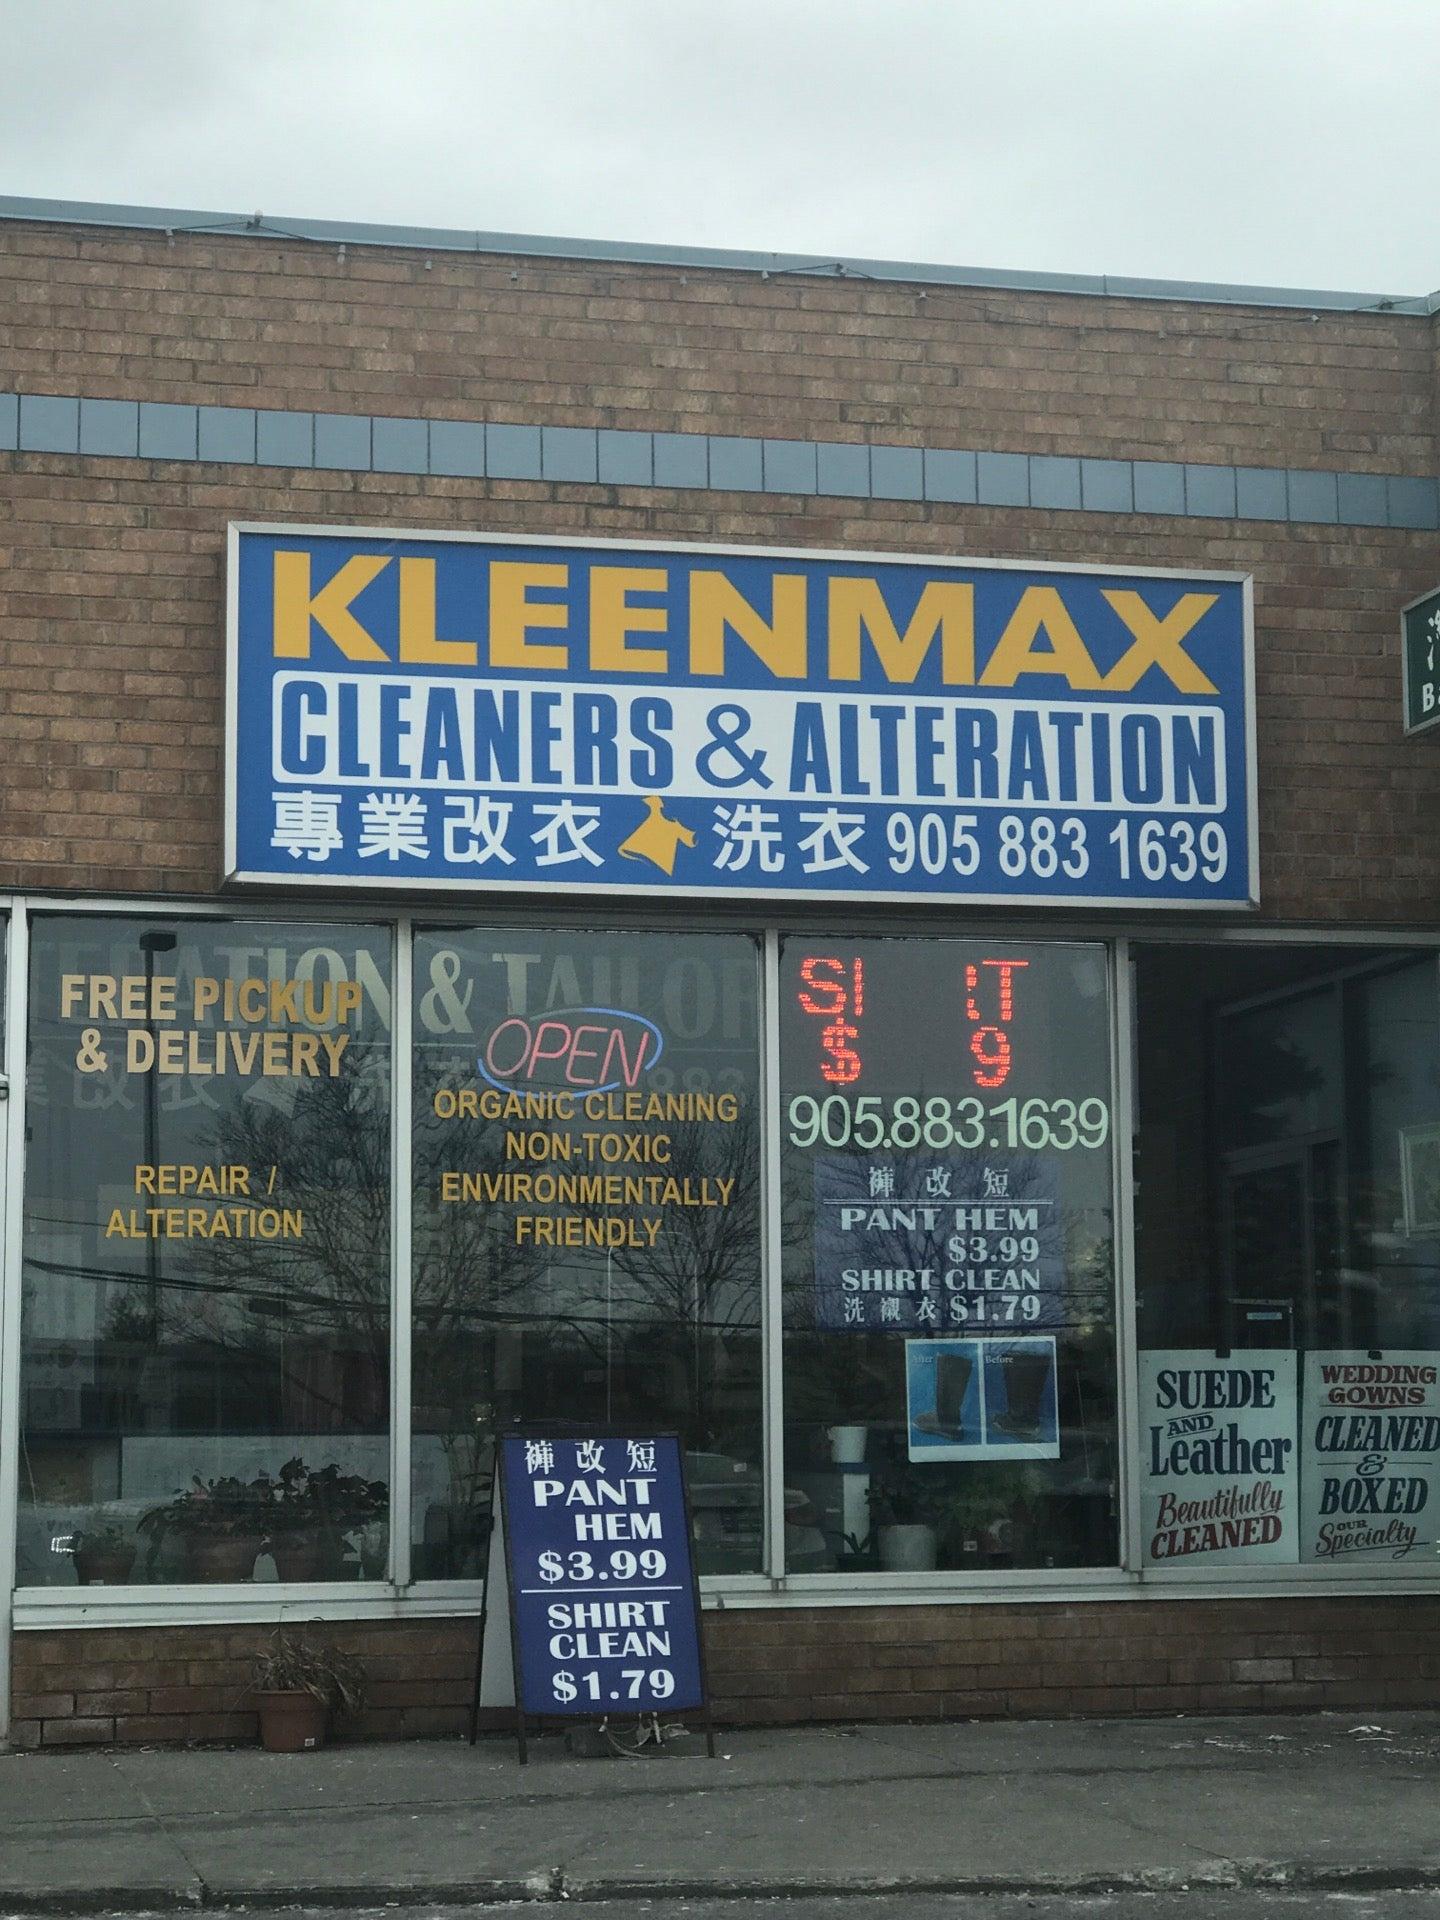 KLEENMAX
CLEANERS & ALTERATION
專業改衣 洗衣 905 883 1639
FREE PICKUP
& DELIVERY
REPAIR /
ALTERATION
OPEN
ORGANIC CLEANING
NON-TOXIC
ENVIRONMENTALLY
FRIENDLY
905.883.1639
褲改短
PANT HEM
$3.99
SHIRT CLEAN
洗襯衣 $1.79
After Before
褲改短
PANT
HEM
$3.99
SHIRT
CLEAN
$1.79
SUEDE
AND
Leather
Beautifully
CLEANED
WEDDING
GOWNS
CLEANED
&
BOXED
OUR
Specialty